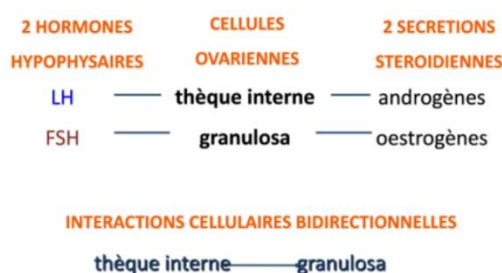 2 HORMONES CELLULES 2 SECRETIONS
HYPOPHYSAIRES OVARIENNES STEROIDIENNES
LH thèque interne androgènes
FSH granulosa oestrogènes
INTERACTIONS CELLULAIRES BIDIRECTIONNELLES
thèque interne granulosa